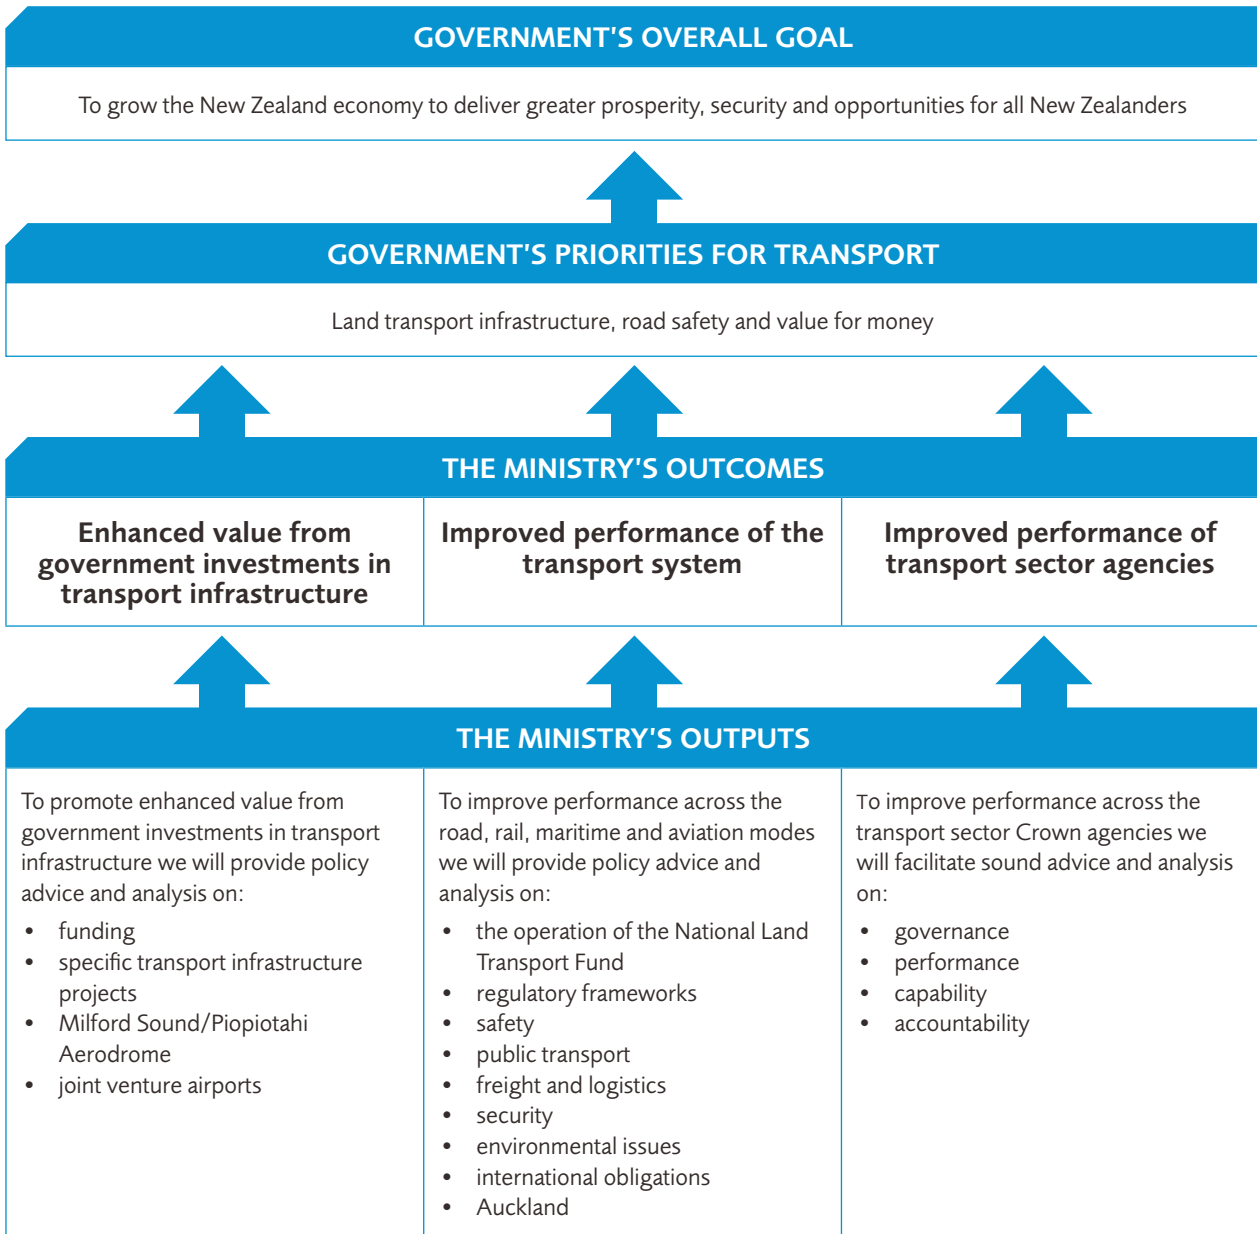 GOVERNMENT'S OVERALL GOAL
To grow the New Zealand economy to deliver greater prosperity, security and opportunities for all New Zealanders
GOVERNMENT'S PRIORITIES FOR TRANSPORT
Land transport infrastructure, road safety and value for money
THE MINISTRY'S OUTCOMES
Enhanced value from
government investments in
transport infrastructure
Improved performance of the
transport system
Improved performance of
transport sector agencies
THE MINISTRY'S OUTPUTS
To promote enhanced value from
government investments in transport
infrastructure we will provide policy
advice and analysis on:
• funding
• specific transport infrastructure
projects
• Milford Sound/Piopiotahi
Aerodrome
• joint venture airports
To improve performance across the
road, rail, maritime and aviation modes
we will provide policy advice and
analysis on:
• the operation of the National Land
Transport Fund
• regulatory frameworks
• safety
• public transport
• freight and logistics
• security
• environmental issues
• international obligations
• Auckland
To improve performance across the
transport sector Crown agencies we
will facilitate sound advice and analysis
on:
• governance
• performance
• capability
• accountability